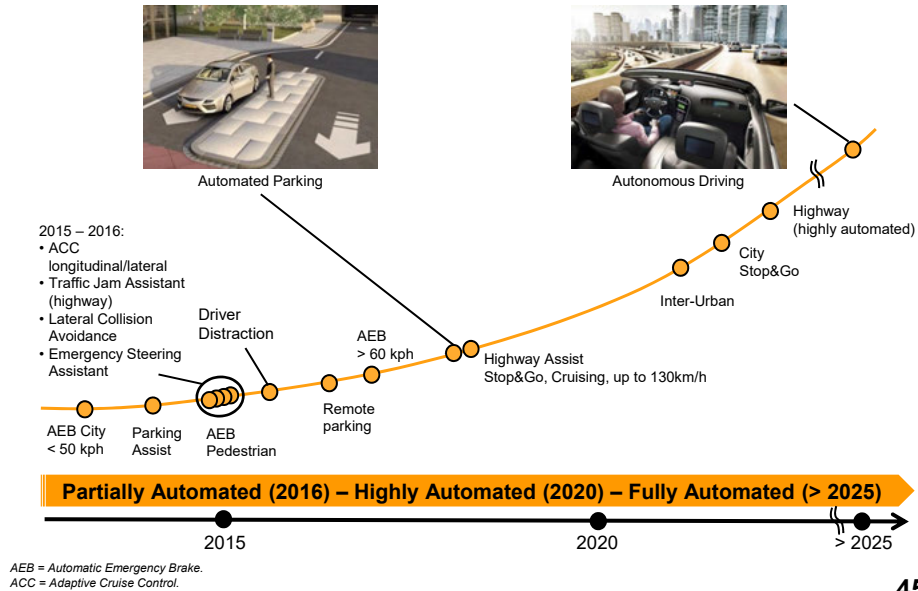 Automated Parking
Autonomous Driving
2015 – 2016:
• ACC
longitudinal/lateral
• Traffic Jam Assistant
(highway)
• Lateral Collision
Avoidance
• Emergency Steering
Assistant
Driver
Distraction
AEB
> 60 kph
Highway Assist
Stop&Go, Cruising, up to 130km/h
Inter-Urban
City
Stop&Go
Highway
(highly automated)
AEB City
< 50 kph
Parking
Assist
AEB
Pedestrian
Remote
parking
Partially Automated (2016) – Highly Automated (2020) – Fully Automated (> 2025)
2015
2020
> 2025
AEB = Automatic Emergency Brake.
ACC = Adaptive Cruise Control.